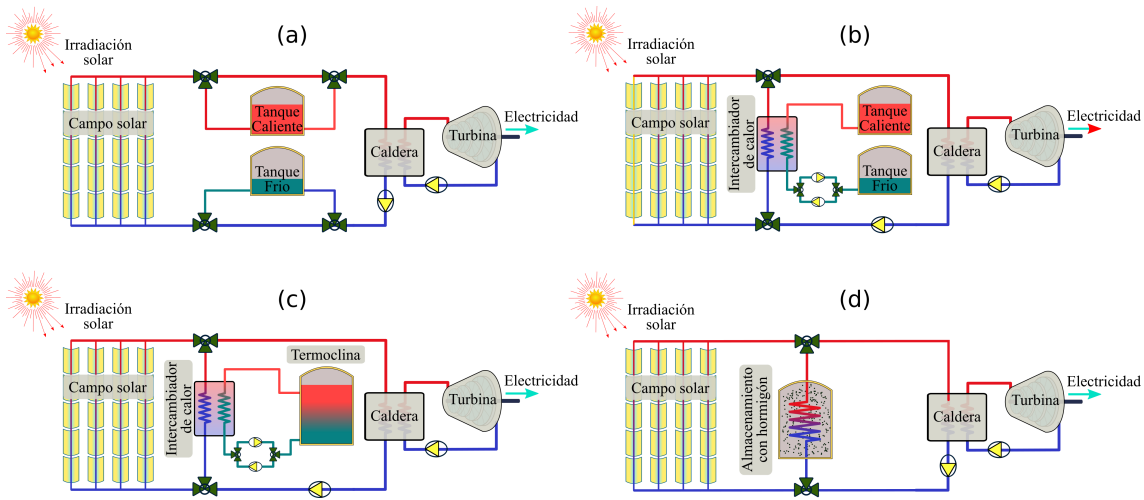 (a)
Irradiación
solar
Campo solar
Tanque
Caliente
Tanque
Frío
Caldera
Turbina
Electricidad
(b)
Irradiación
solar
Campo solar
Intercambiador
de calor
Tanque
Caliente
Tanque
Frío
Caldera
Turbina
Electricidad
(c)
Irradiación
solar
Campo solar
Intercambiador
de calor
Termoclina
Caldera
Turbina
Electricidad
(d)
Irradiación
solar
Campo solar
Almacenamiento
con hormigón
Caldera
Turbina
Electricidad